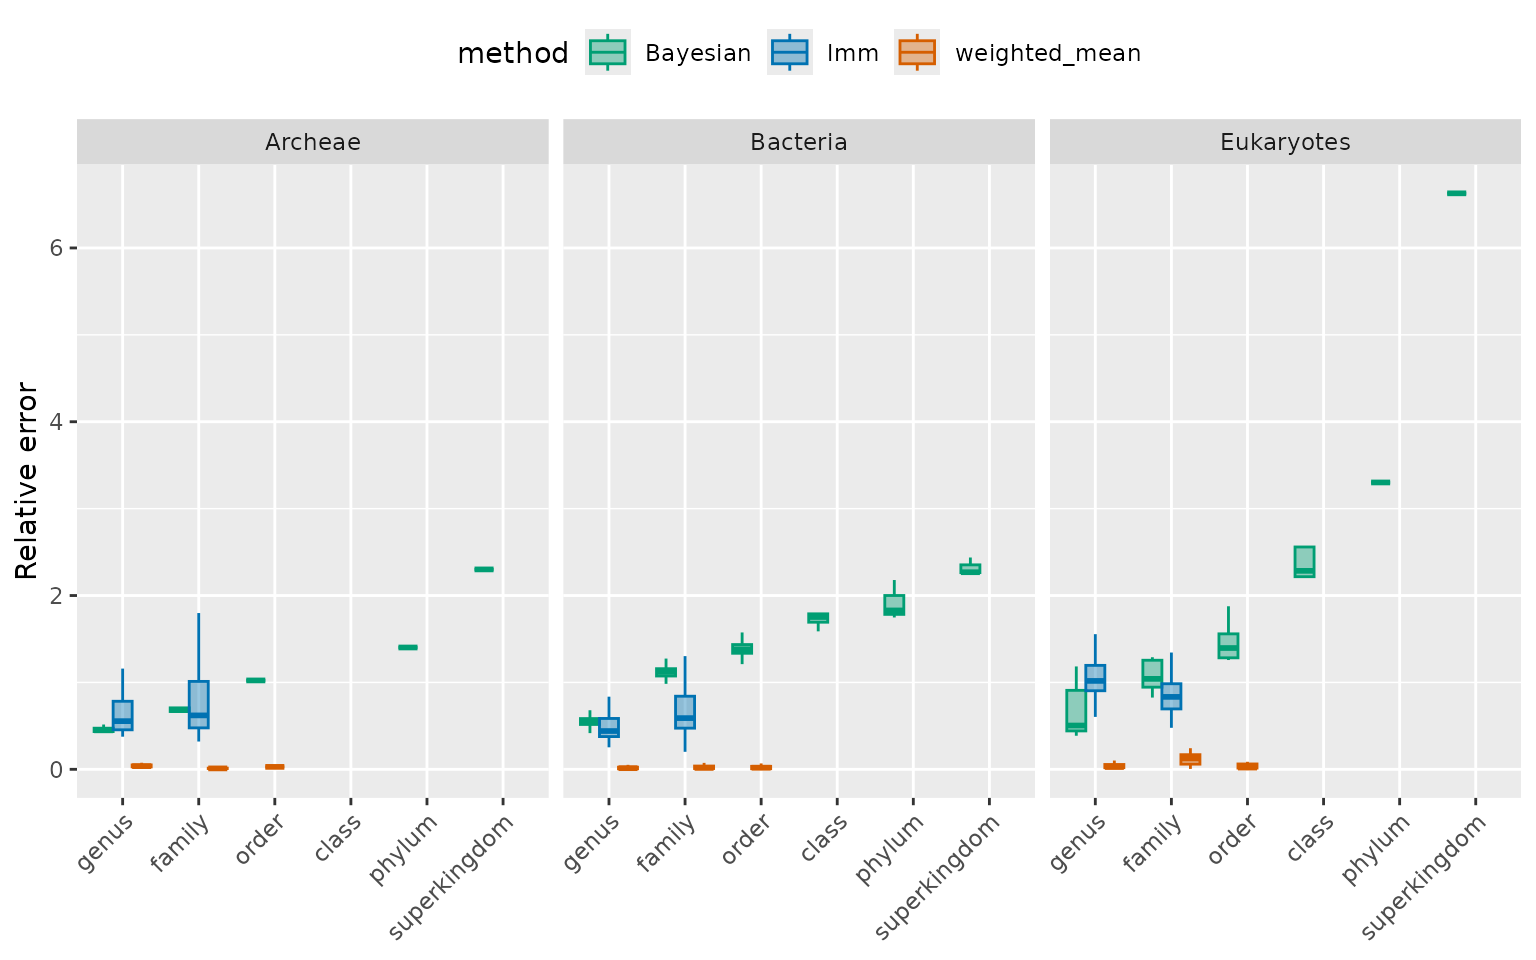 method Bayesian lmm weighted_mean
Archeae Bacteria Eukaryotes
Relative error
6
4
2
0
genus family order class phylum superkingdom genus family order class phylum superkingdom genus family order class phylum superkingdom